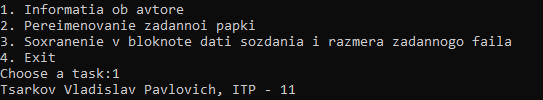 1. Informatia ob avtore
2. Pereimenovanie zadannoi papki
3. Soxranenie v bloknote dati sozdania i razmera zadannogo faila
4. Exit
Choose a task:1
Tsarkov Vladislav Pavlovich, ITP - 11